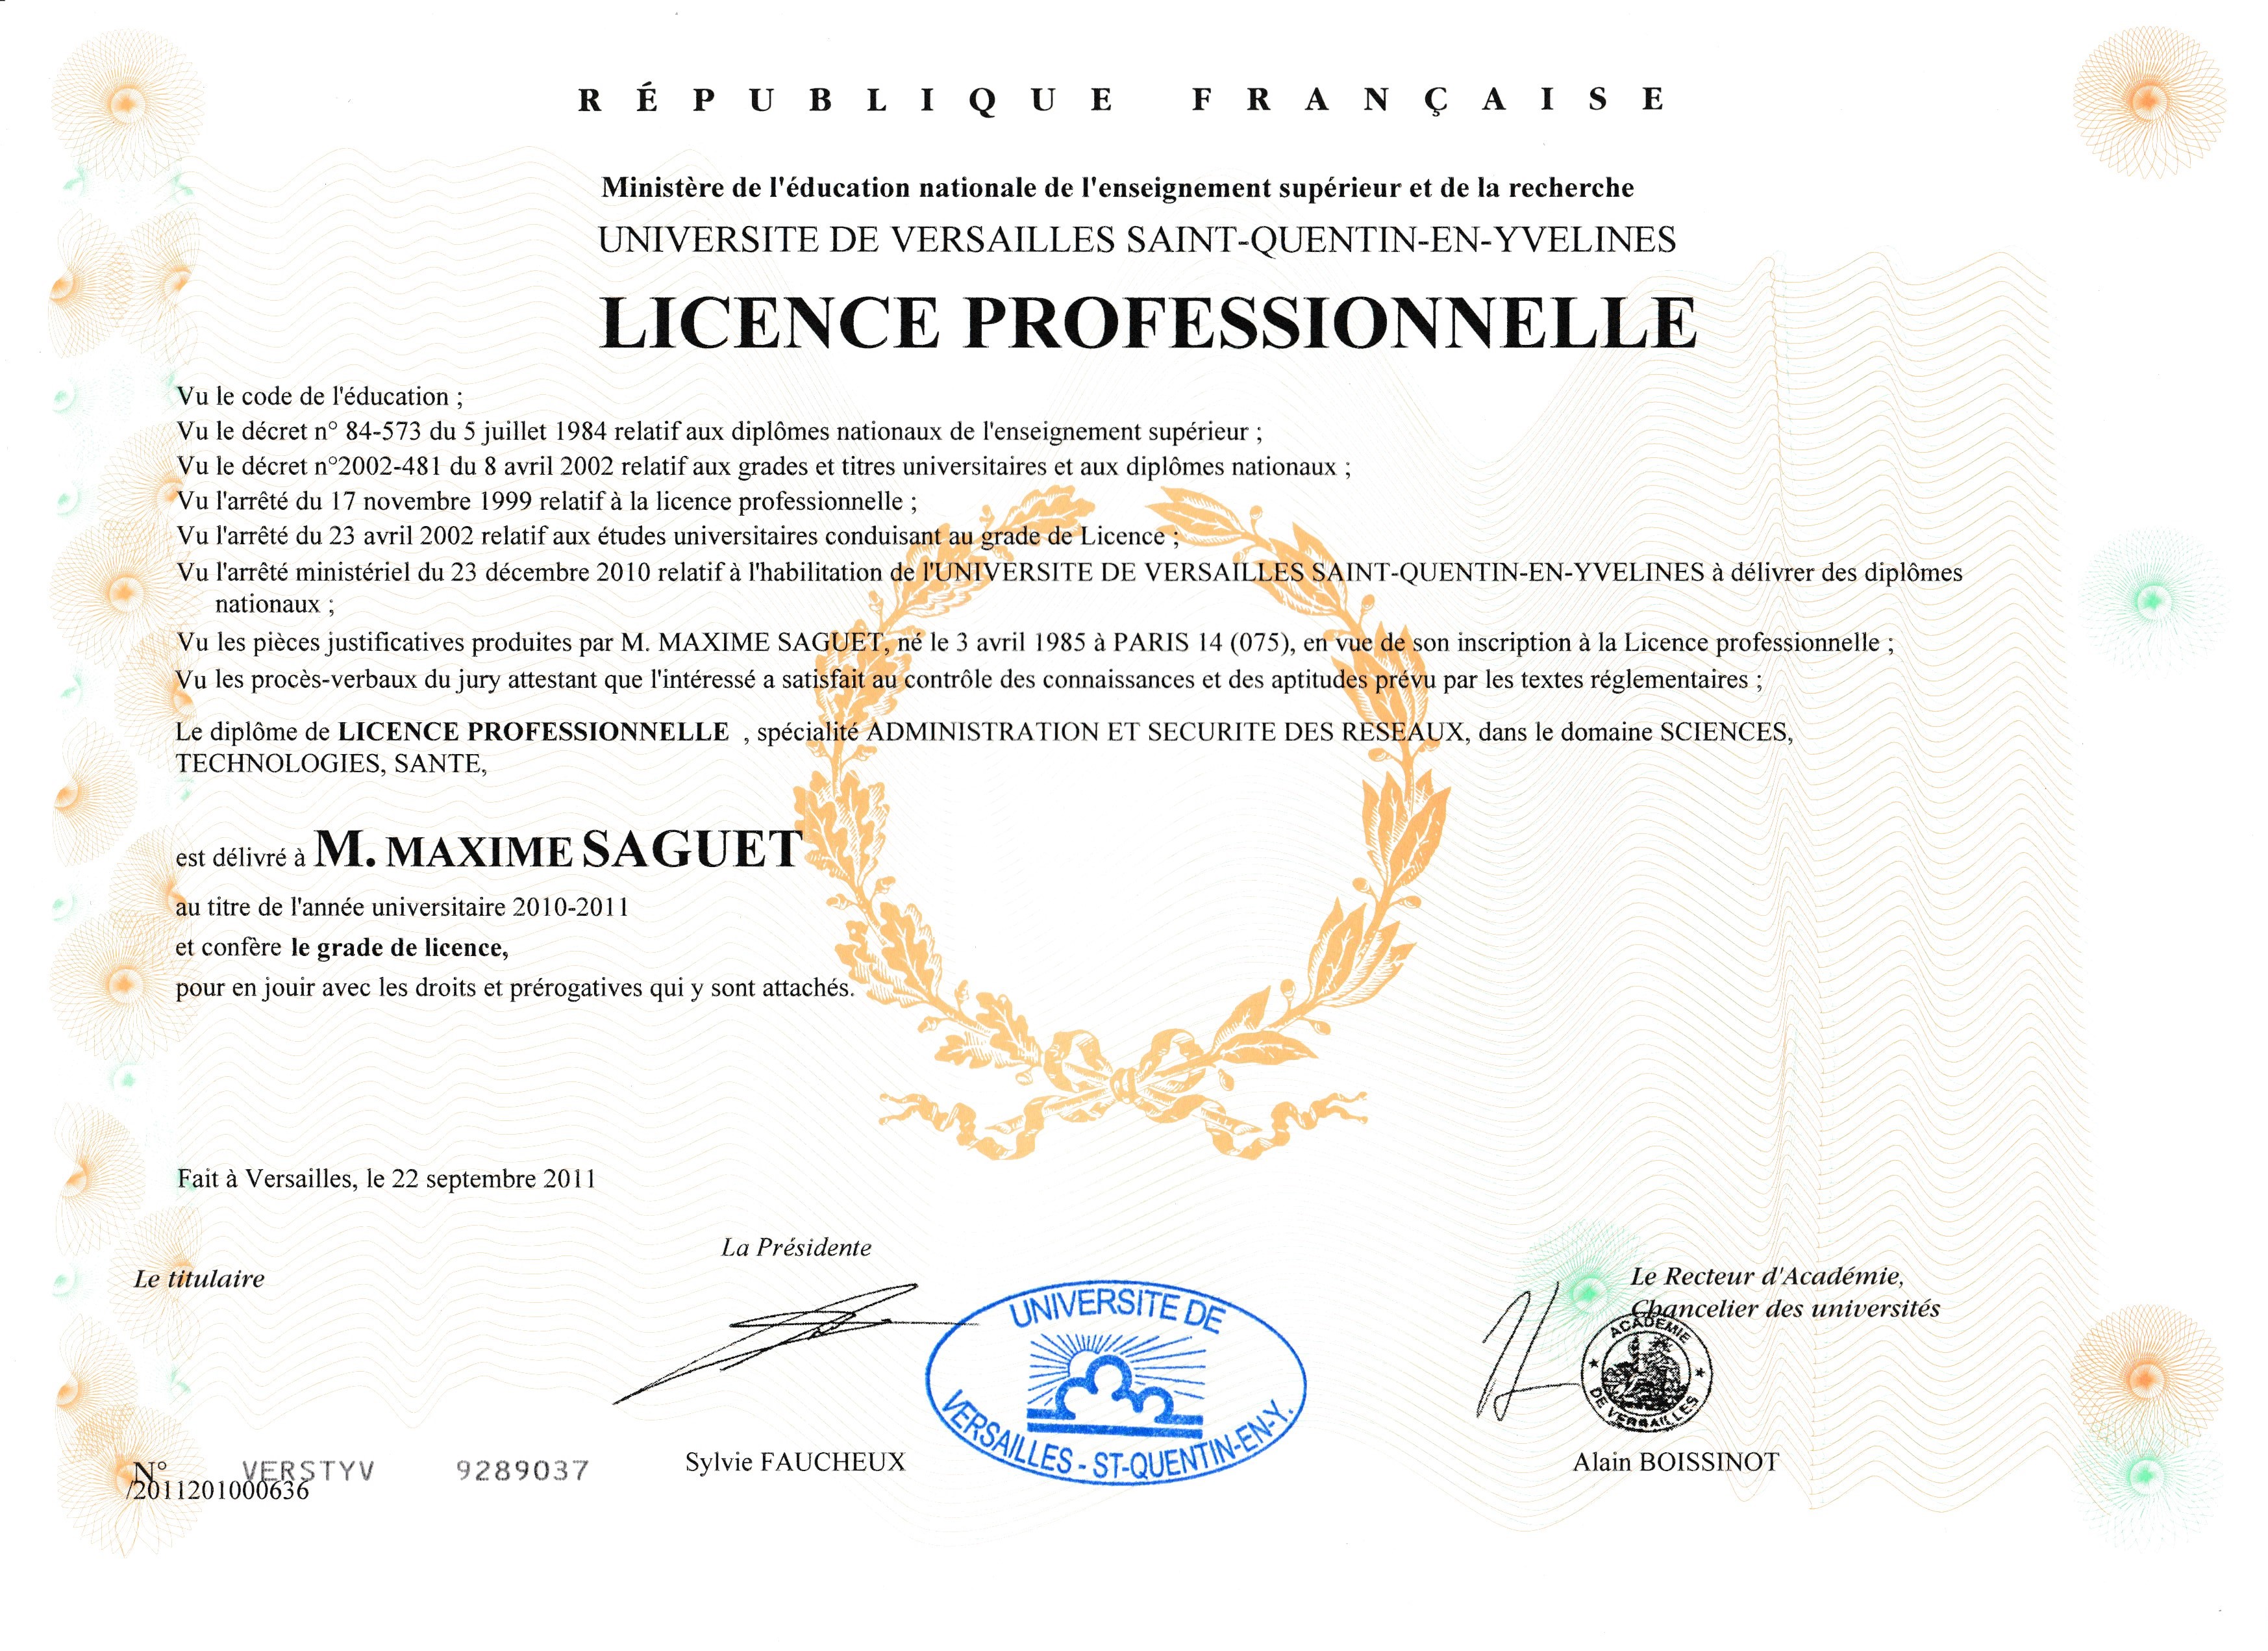 RÉPUBLIQUE FRANÇAISE
Ministère de l'éducation nationale de l'enseignement supérieur et de la recherche
UNIVERSITE DE VERSAILLES SAINT-QUENTIN-EN-YVELINES
LICENCE PROFESSIONNELLE
Vu le code de l'éducation ;
Vu le décret n° 84-573 du 5 juillet 1984 relatif aux diplômes nationaux de l'enseignement supérieur ;
Vu le décret n°2002-481 du 8 avril 2002 relatif aux grades et titres universitaires et aux diplômes nationaux ;
Vu l'arrêté du 17 novembre 1999 relatif à la licence professionnelle ;
Vu l'arrêté du 23 avril 2002 relatif aux études universitaires conduisant au grade de Licence ;
Vu l'arrêté ministériel du 23 décembre 2010 relatif à l'habilitation de l'UNIVERSITE DE VERSAILLES SAINT-QUENTIN-EN-YVELINES à délivrer des diplômes
nationaux ;
Vu les pièces justificatives produites par M. MAXIME SAGUET, né le 3 avril 1985 à PARIS 14 (075), en vue de son inscription à la Licence professionnelle ;
Vu les procès-verbaux du jury attestant que l'intéressé a satisfait au contrôle des connaissances et des aptitudes prévu par les textes réglementaires ;
Le diplôme de LICENCE PROFESSIONNELLE , spécialité ADMINISTRATION ET SECURITE DES RESEAUX, dans le domaine SCIENCES,
TECHNOLOGIES, SANTE,
est délivré à M. MAXIME SAGUET
au titre de l'année universitaire 2010-2011
et confère le grade de licence,
pour en jouir avec les droits et prérogatives qui y sont attachés.
Fait à Versailles, le 22 septembre 2011
La Présidente
Le titulaire
Le Recteur d'Académie,
Chancelier des universités
UNIVERSITE DE
VERSAILLES - ST-QUENTIN-EN-Y.
ACADEMIE
DE VERSAILLES
Sylvie FAUCHEUX
Alain BOISSINOT
N° VERSTYV 9289037
/2011201000636